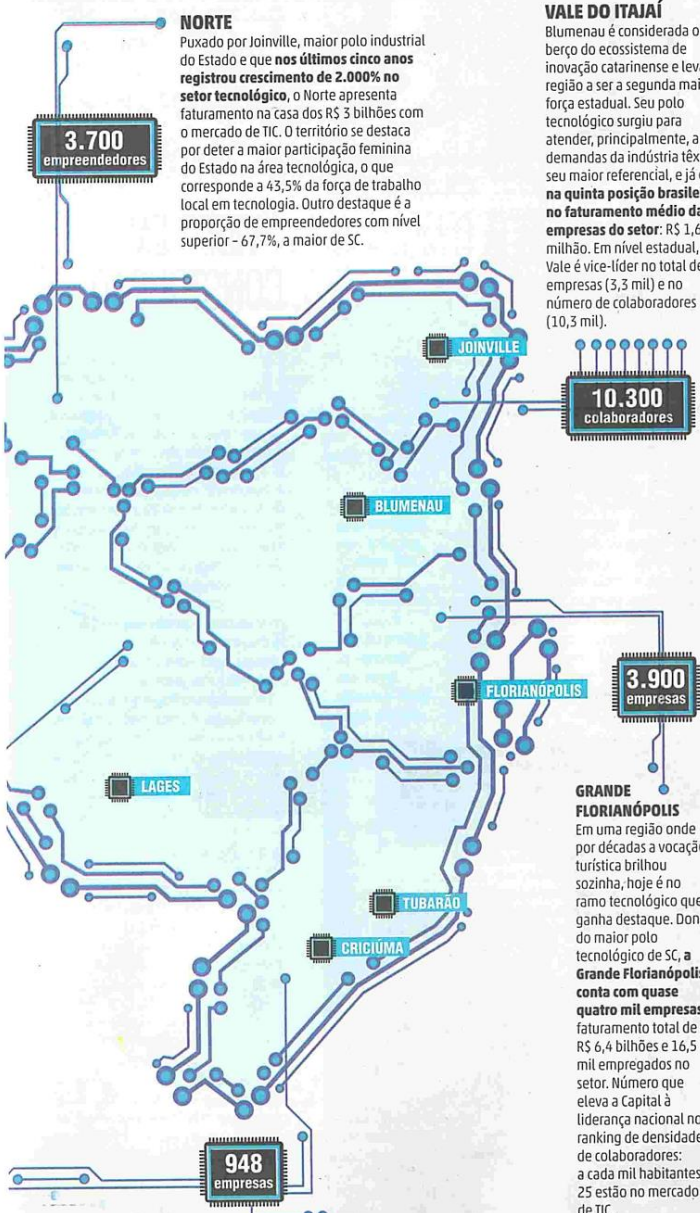 NORTE
Puxado por Joinville, maior polo industrial
do Estado e que nos últimos cinco anos
registrou crescimento de 2.000% no
setor tecnológico, o Norte apresenta
faturamento na casa dos R$ 3 bilhões com
o mercado de TIC. O território se destaca
por deter a maior participação feminina
do Estado na área tecnológica, o que
corresponde a 43,5% da força de trabalho
local em tecnologia. Outro destaque é a
proporção de empreendedores com nível
superior – 67,7%, a maior de SC.
3.700
empreendedores
VALE DO ITAJAÍ
Blumenau é considerada o
berço do ecossistema de
inovação catarinense e leva
região a ser a segunda mai
força estadual. Seu polo
tecnológico surgiu para
atender, principalmente, a
demandas da indústria têx
seu maior referencial, e já
na quinta posição brasile
no faturamento médio da
empresas do setor: R$ 1,6
milhão. Em nível estadual,
Vale é vice-líder no total de
empresas (3,3 mil) e no
número de colaboradores
(10,3 mil).
10.300
colaboradores
JOINVILLE
BLUMENAU
FLORIANÓPOLIS
LAGES
TUBARÃO
CRICIÚMA
3.900
empresas
GRANDE
FLORIANÓPOLIS
Em uma região onde
por décadas a vocação
turística brilhou
sozinha, hoje é no
ramo tecnológico que
ganha destaque. Don
do maior polo
tecnológico de SC, a
Grande Florianópolis
conta com quase
quatro mil empresas
faturamento total de
R$ 6,4 bilhões e 16,5
mil empregados no
setor. Número que
eleva a Capital à
liderança nacional no
ranking de densidade
de colaboradores:
a cada mil habitantes
25 estão no mercado
de TIC
948
empresas